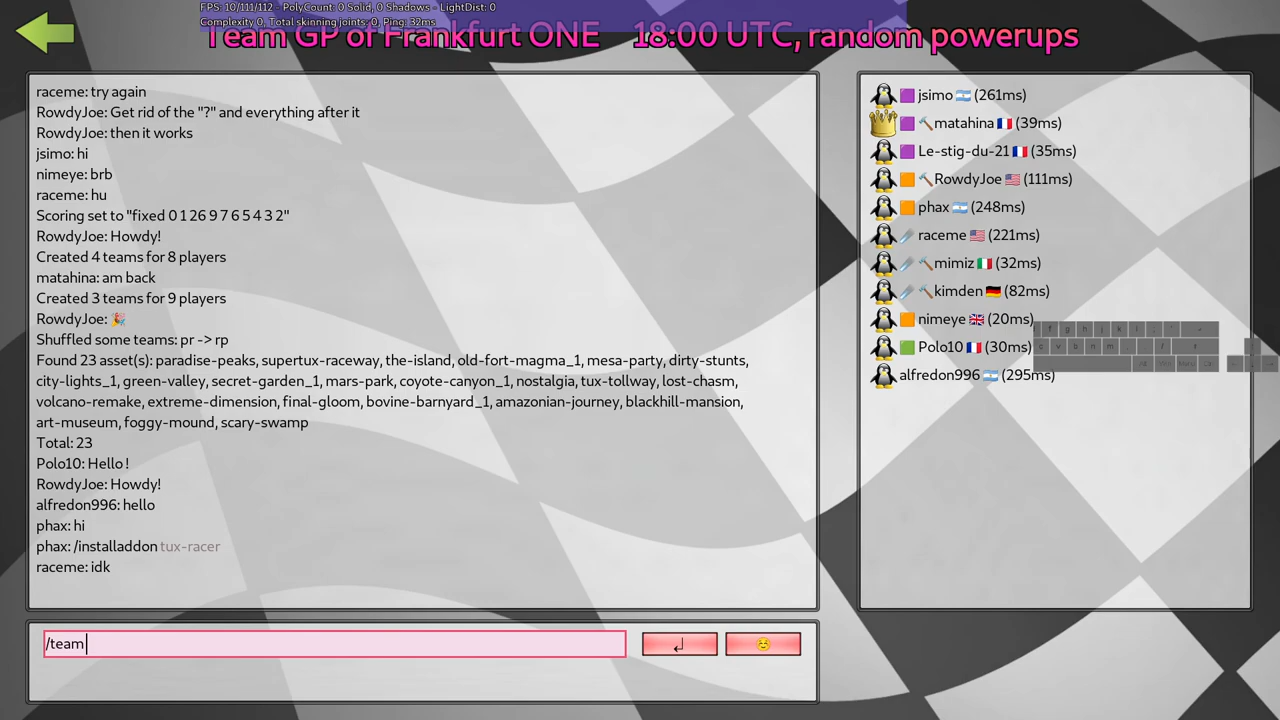 FPS: 10/111/112 - PolyCount: 0 Solid, 0 Shadows - LightDist: 0
Complexity 0, Total skinning joints: 0, Ping: 32ms
Team GP of Frankfurt ONE 18:00 UTC, random powerups
raceme: try again
RowdyJoe: Get rid of the "?" and everything after it
RowdyJoe: then it works
jsimo: hi
nimeye: brb
raceme: hu
Scoring set to "fixed 0 1 26 9 7 6 5 4 3 2"
RowdyJoe: Howdy!
Created 4 teams for 8 players
matahina: am back
Created 3 teams for 9 players
RowdyJoe: 🎉
Shuffled some teams: pr -> rp
Found 23 asset(s): paradise-peaks, supertux-raceway, the-island, old-fort-magma_1, mesa-party, dirty-stunts,
city-lights_1, green-valley, secret-garden_1, mars-park, coyote-canyon_1, nostalgia, tux-tollway, lost-chasm,
volcano-remake, extreme-dimension, final-gloom, bovine-barnyard_1, amazonian-journey, blackhill-mansion,
art-museum, foggy-mound, scary-swamp
Total: 23
Polo10: Hello !
RowdyJoe: Howdy!
alfredon996: hello
phax: hi
phax: /installaddon tux-racer
raceme: idk
/team
jsimo 🇦🇷 (261ms)
matahina 🇫🇷 (39ms)
Le-stig-du-21 🇫🇷 (35ms)
RowdyJoe 🇺🇸 (111ms)
phax 🇦🇷 (248ms)
raceme 🇺🇸 (221ms)
mimiz 🇮🇹 (32ms)
kimden 🇩🇪 (82ms)
nimeye 🇬🇧 (20ms)
Polo10 🇫🇷 (30ms)
alfredon996 🇦🇷 (295ms)